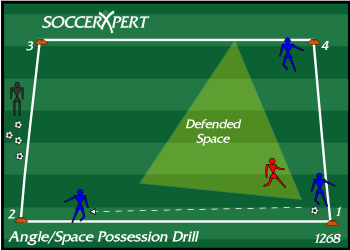 SOCCERXPERT
3
4
Defended
Space
2
1
Angle/Space Possession Drill
1268